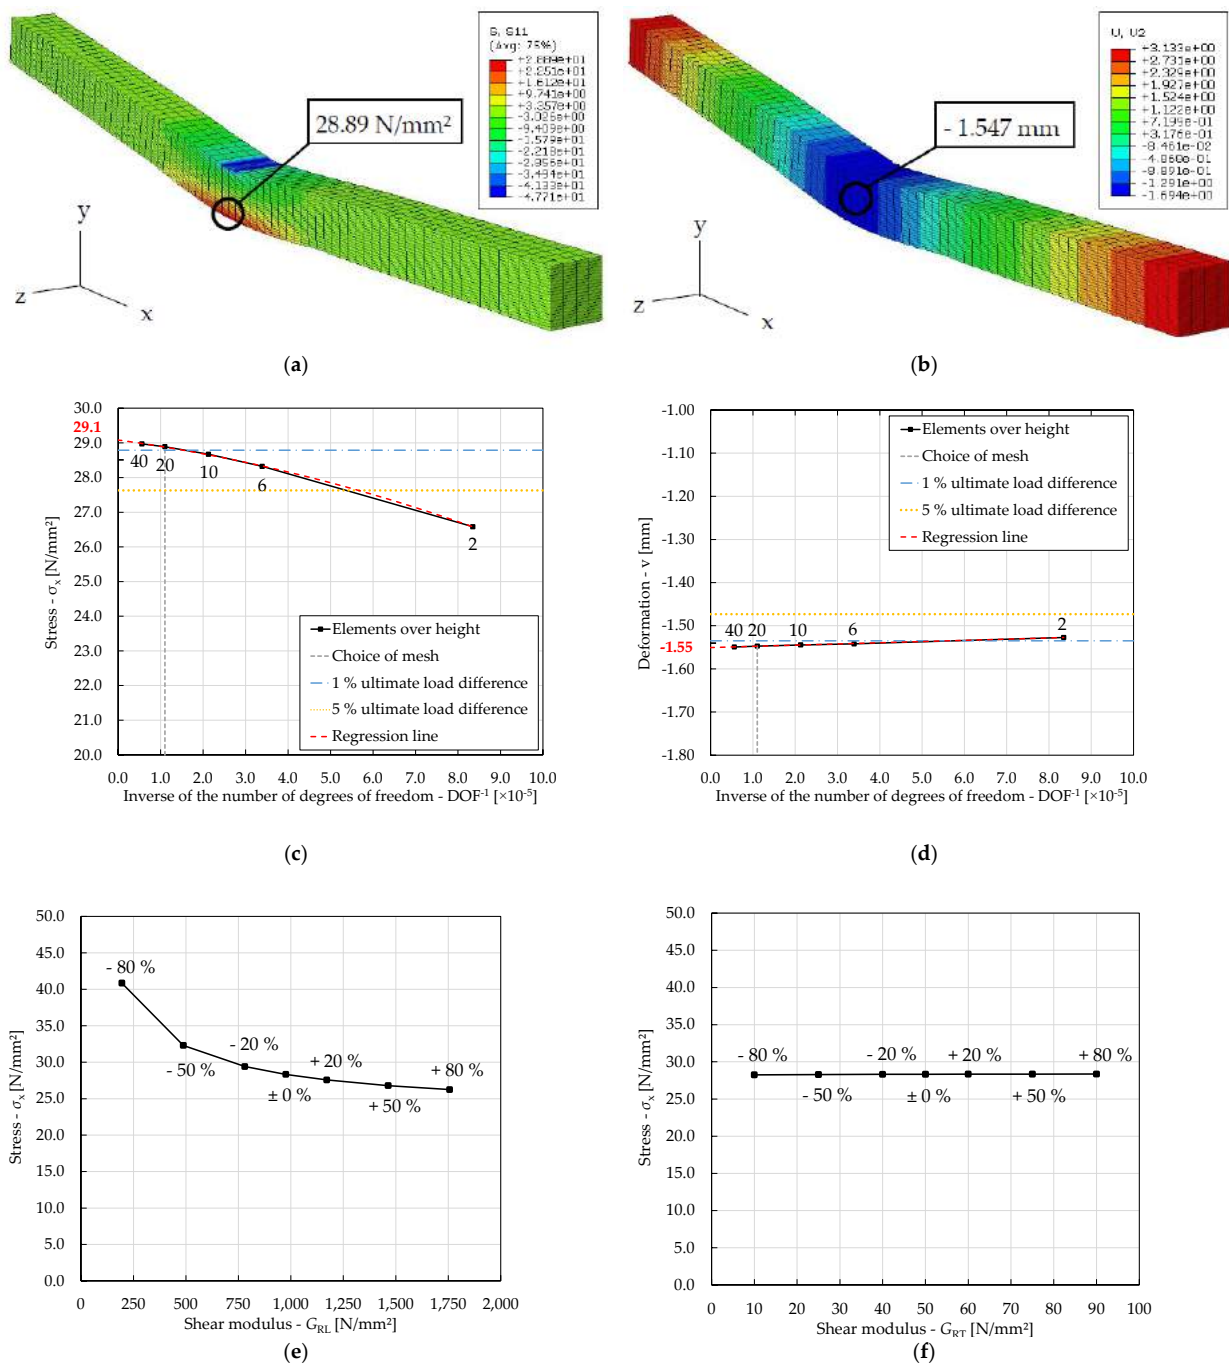 S, S11
(Avg: 75%)
+2.251e+01
+1.612e+01
+9.741e+00
+3.357e+00
-3.026e+00
-9.409e+00
-1.579e+01
-2.218e+01
-2.856e+01
-3.494e+01
-4.133e+01
-4.771e+01
28.89 N/mm²
y
z
x
(a)
U, U2
+3.133e+00
+2.731e+00
+2.329e+00
+1.927e+00
+1.524e+00
+1.122e+00
+7.199e-01
+3.176e-01
-8.461e-02
-4.868e-01
-8.891e-01
-1.291e+00
-1.694e+00
- 1.547 mm
y
z
x
(b)
30.0
29.1
29.0
28.0
27.0
26.0
25.0
24.0
23.0
22.0
21.0
20.0
Stress - σx [N/mm²]
40
20
10
6
2
Elements over height
Choice of mesh
1 % ultimate load difference
5 % ultimate load difference
Regression line
0.0 1.0 2.0 3.0 4.0 5.0 6.0 7.0 8.0 9.0 10.0
Inverse of the number of degrees of freedom - DOF⁻¹ [×10⁻⁵]
(c)
-1.00
-1.10
-1.20
-1.30
-1.40
-1.50
-1.55
-1.60
-1.70
-1.80
Deformation - v [mm]
Elements over height
Choice of mesh
1 % ultimate load difference
5 % ultimate load difference
Regression line
40 20 10 6 2
0.0 1.0 2.0 3.0 4.0 5.0 6.0 7.0 8.0 9.0 10.0
Inverse of the number of degrees of freedom - DOF⁻¹ [×10⁻⁵]
(d)
50.0
45.0
40.0
35.0
30.0
25.0
20.0
15.0
10.0
5.0
0.0
Stress - σx [N/mm²]
- 80 %
- 50 %
- 20 %
± 0 %
+ 20 %
+ 50 %
+ 80 %
0 250 500 750 1,000 1,250 1,500 1,750 2,000
Shear modulus - GRL [N/mm²]
(e)
50.0
45.0
40.0
35.0
30.0
25.0
20.0
15.0
10.0
5.0
0.0
Stress - σx [N/mm²]
- 80 %
- 50 %
- 20 %
± 0 %
+ 20 %
+ 50 %
+ 80 %
0 10 20 30 40 50 60 70 80 90 100
Shear modulus - GRT [N/mm²]
(f)